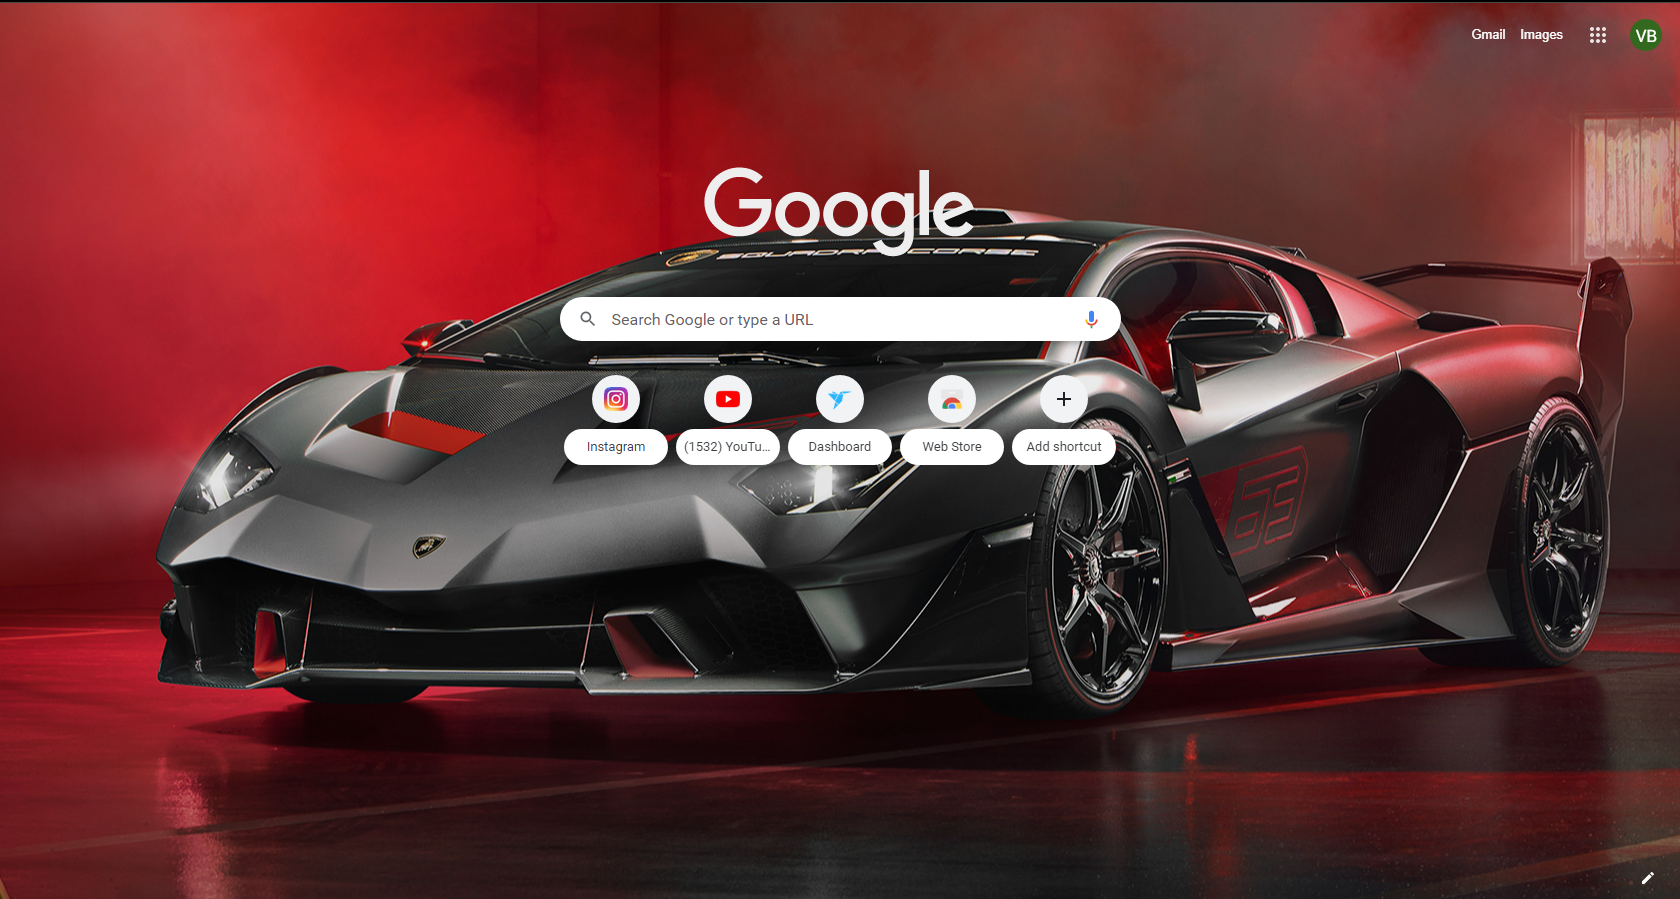 Gmail Images VB
Google
SQUADRA CORSE
Search Google or type a URL
Instagram (1532) YouTu... Dashboard Web Store Add shortcut
63